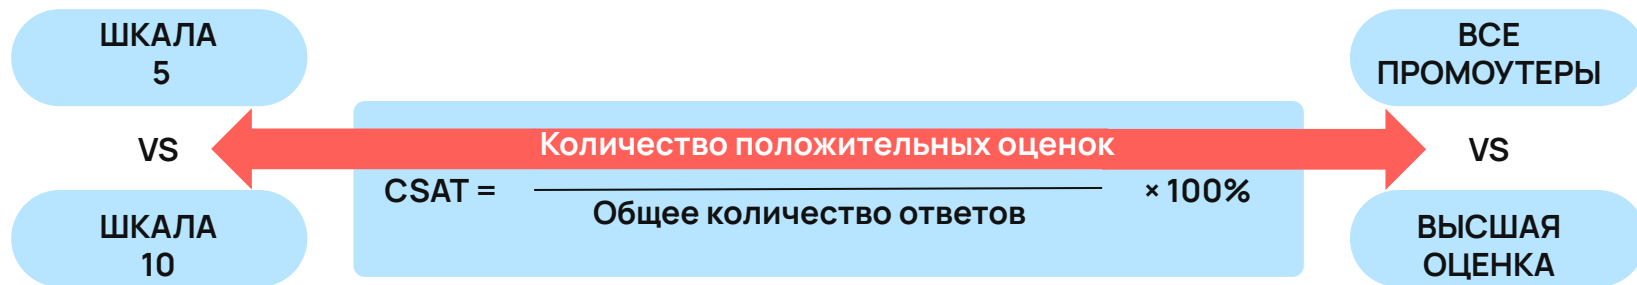 ШКАЛА
5
VS
ШКАЛА
10
Количество положительных оценок
CSAT =
Общее количество ответов
× 100%
ВСЕ
ПРОМОУТЕРЫ
VS
ВЫСШАЯ
ОЦЕНКА